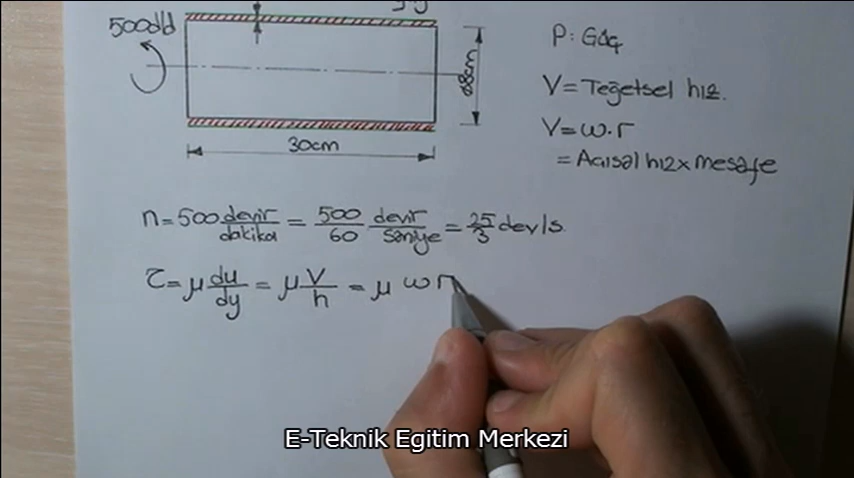 500d/d
P: Güç
8cm
V=Teğetsel hız.
V=ω.r
=Açısal hız×mesafe
30cm
n=500 devir/dakika = 500/60 devir/saniye = 25/3 dev/s
τ=μ du/dy = μ V/h = μ ω r
E-Teknik Egitim Merkezi